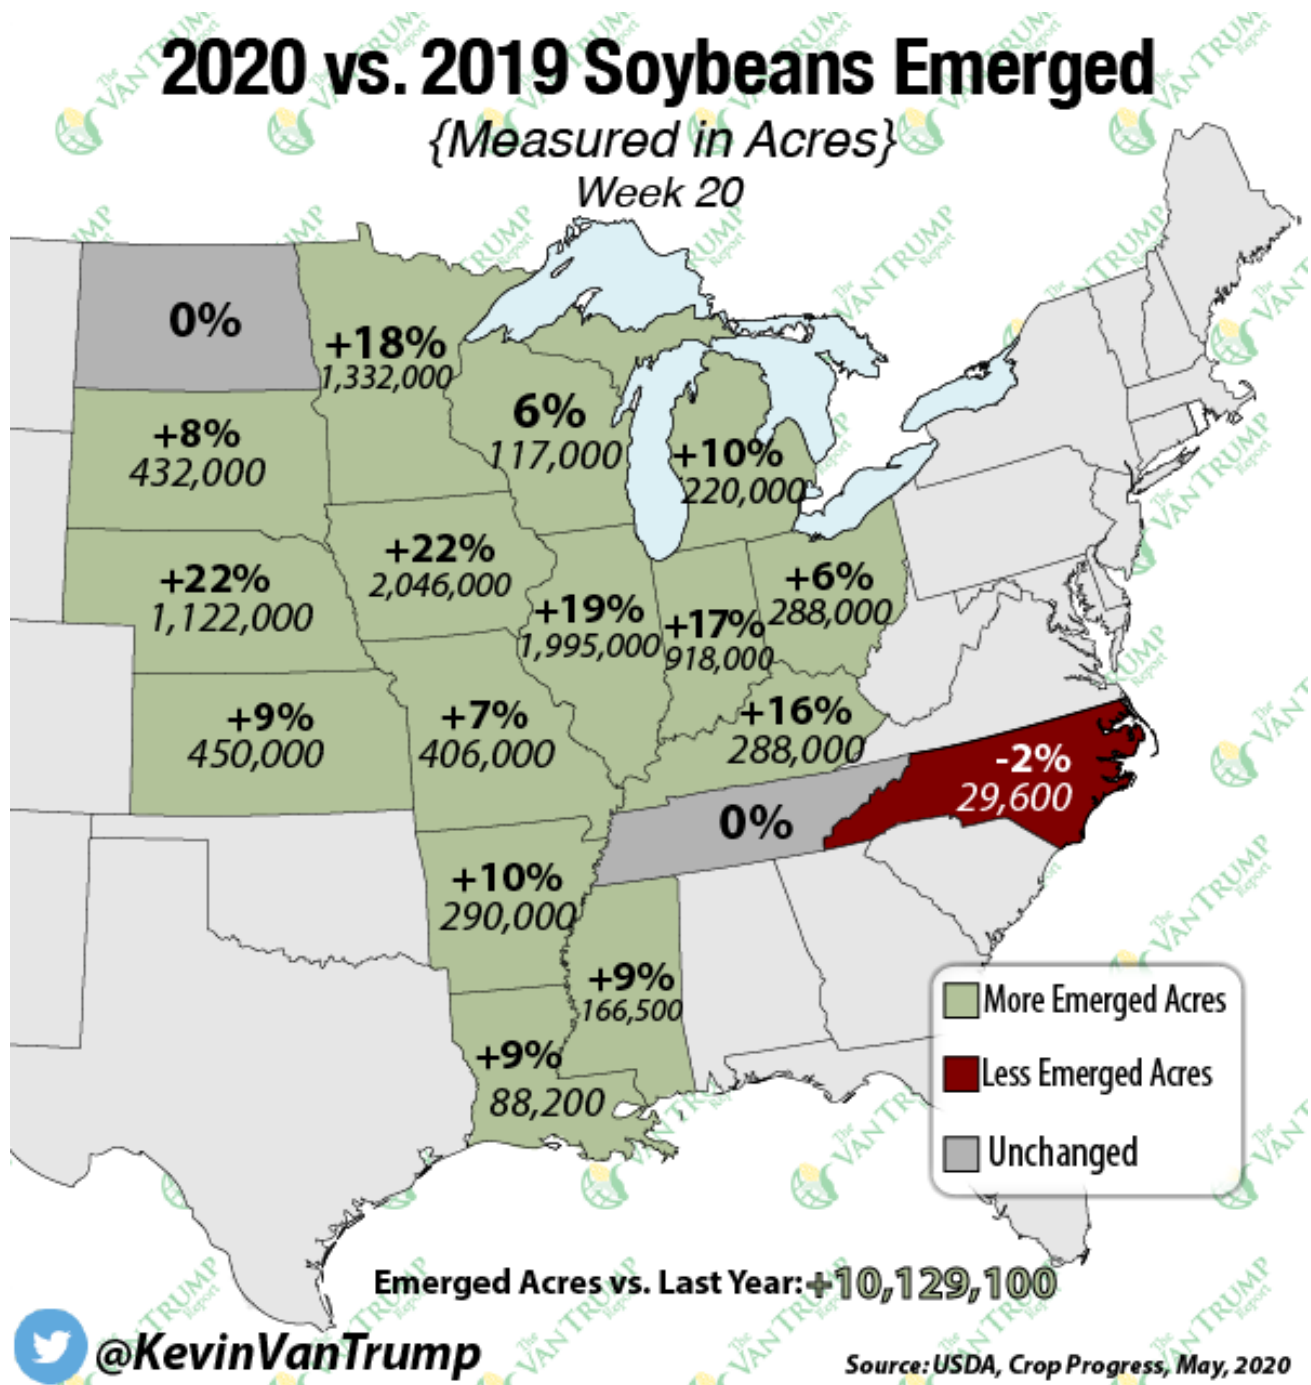 2020 vs. 2019 Soybeans Emerged
{Measured in Acres}
Week 20
0%
+18%
1,332,000
+8%
432,000
6%
117,000
+10%
220,000
+22%
1,122,000
+22%
2,046,000
+19%
1,995,000
+17%
918,000
+6%
288,000
+9%
450,000
+7%
406,000
+16%
288,000
-2%
29,600
0%
+10%
290,000
+9%
166,500
+9%
88,200
More Emerged Acres
Less Emerged Acres
Unchanged
Emerged Acres vs. Last Year: +10,129,100
@KevinVanTrump
Source: USDA, Crop Progress, May, 2020
The
VAN TRUMP
Report